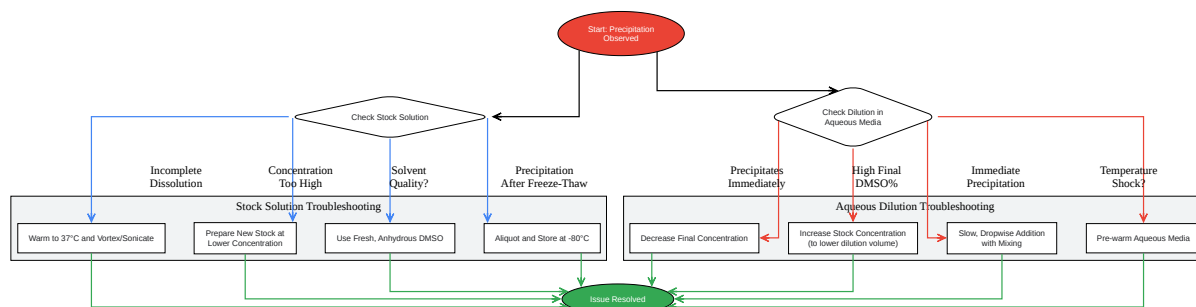 Start: Precipitation
Observed
Check Stock Solution
Check Dilution in
Aqueous Media
Incomplete
Dissolution
Concentration
Too High
Solvent
Quality?
Precipitation
After Freeze-Thaw
Precipitates
Immediately
High Final
DMSO%
Immediate
Precipitation
Temperature
Shock?
Stock Solution Troubleshooting
Aqueous Dilution Troubleshooting
Warm to 37°C and Vortex/Sonicate
Prepare New Stock at
Lower Concentration
Use Fresh, Anhydrous DMSO
Aliquot and Store at -80°C
Decrease Final Concentration
Increase Stock Concentration
(to lower dilution volume)
Slow, Dropwise Addition
with Mixing
Pre-warm Aqueous Media
Issue Resolved